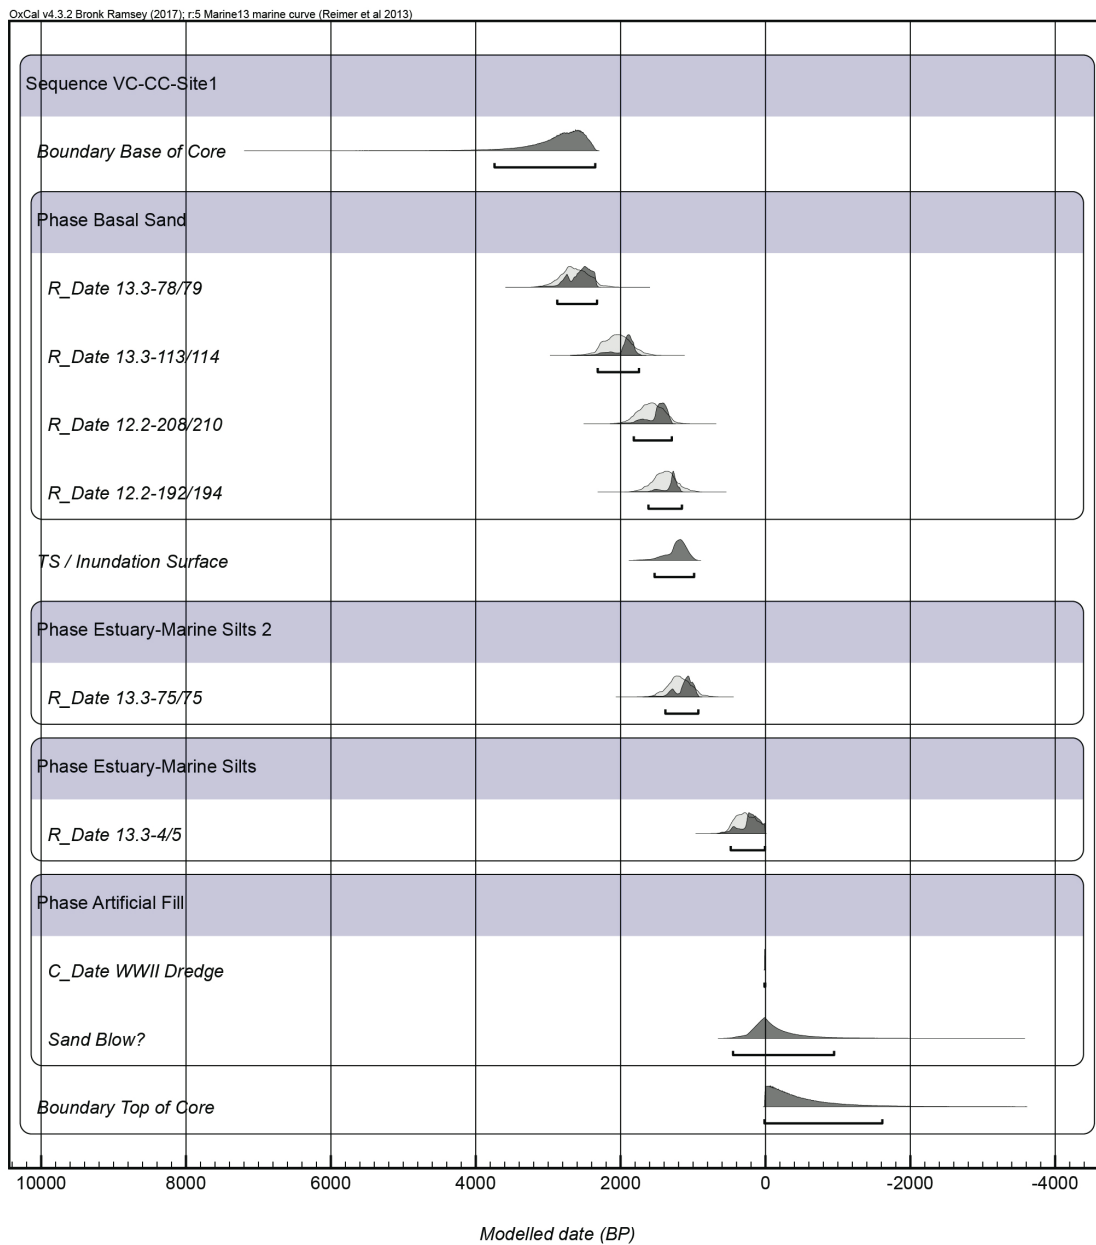 OxCal v4.3.2 Bronk Ramsey (2017); r:5 Marine13 marine curve (Reimer et al 2013)
Sequence VC-CC-Site1
Boundary Base of Core
Phase Basal Sand
R_Date 13.3-78/79
R_Date 13.3-113/114
R_Date 12.2-208/210
R_Date 12.2-192/194
TS / Inundation Surface
Phase Estuary-Marine Silts 2
R_Date 13.3-75/75
Phase Estuary-Marine Silts
R_Date 13.3-4/5
Phase Artificial Fill
C_Date WWII Dredge
Sand Blow?
Boundary Top of Core
10000 8000 6000 4000 2000 0 -2000 -4000
Modelled date (BP)